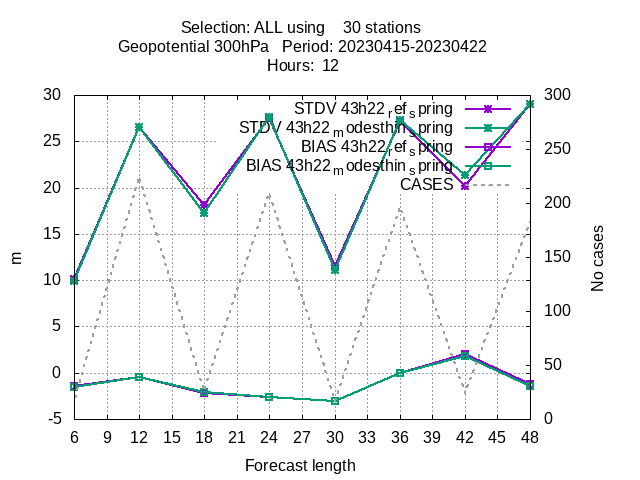 Selection: ALL using 30 stations
Geopotential 300hPa Period: 20230415-20230422
Hours: 12
30 300
STDV 43h22_ref_spring
STDV 43h22_modesthin_spring
25 250
BIAS 43h22_ref_spring
BIAS 43h22_modesthin_spring
20 200
CASES
15 150
m
No cases
10 100
5
0 50
-5 0
6 9 12 15 18 21 24 27 30 33 36 39 42 45 48
Forecast length